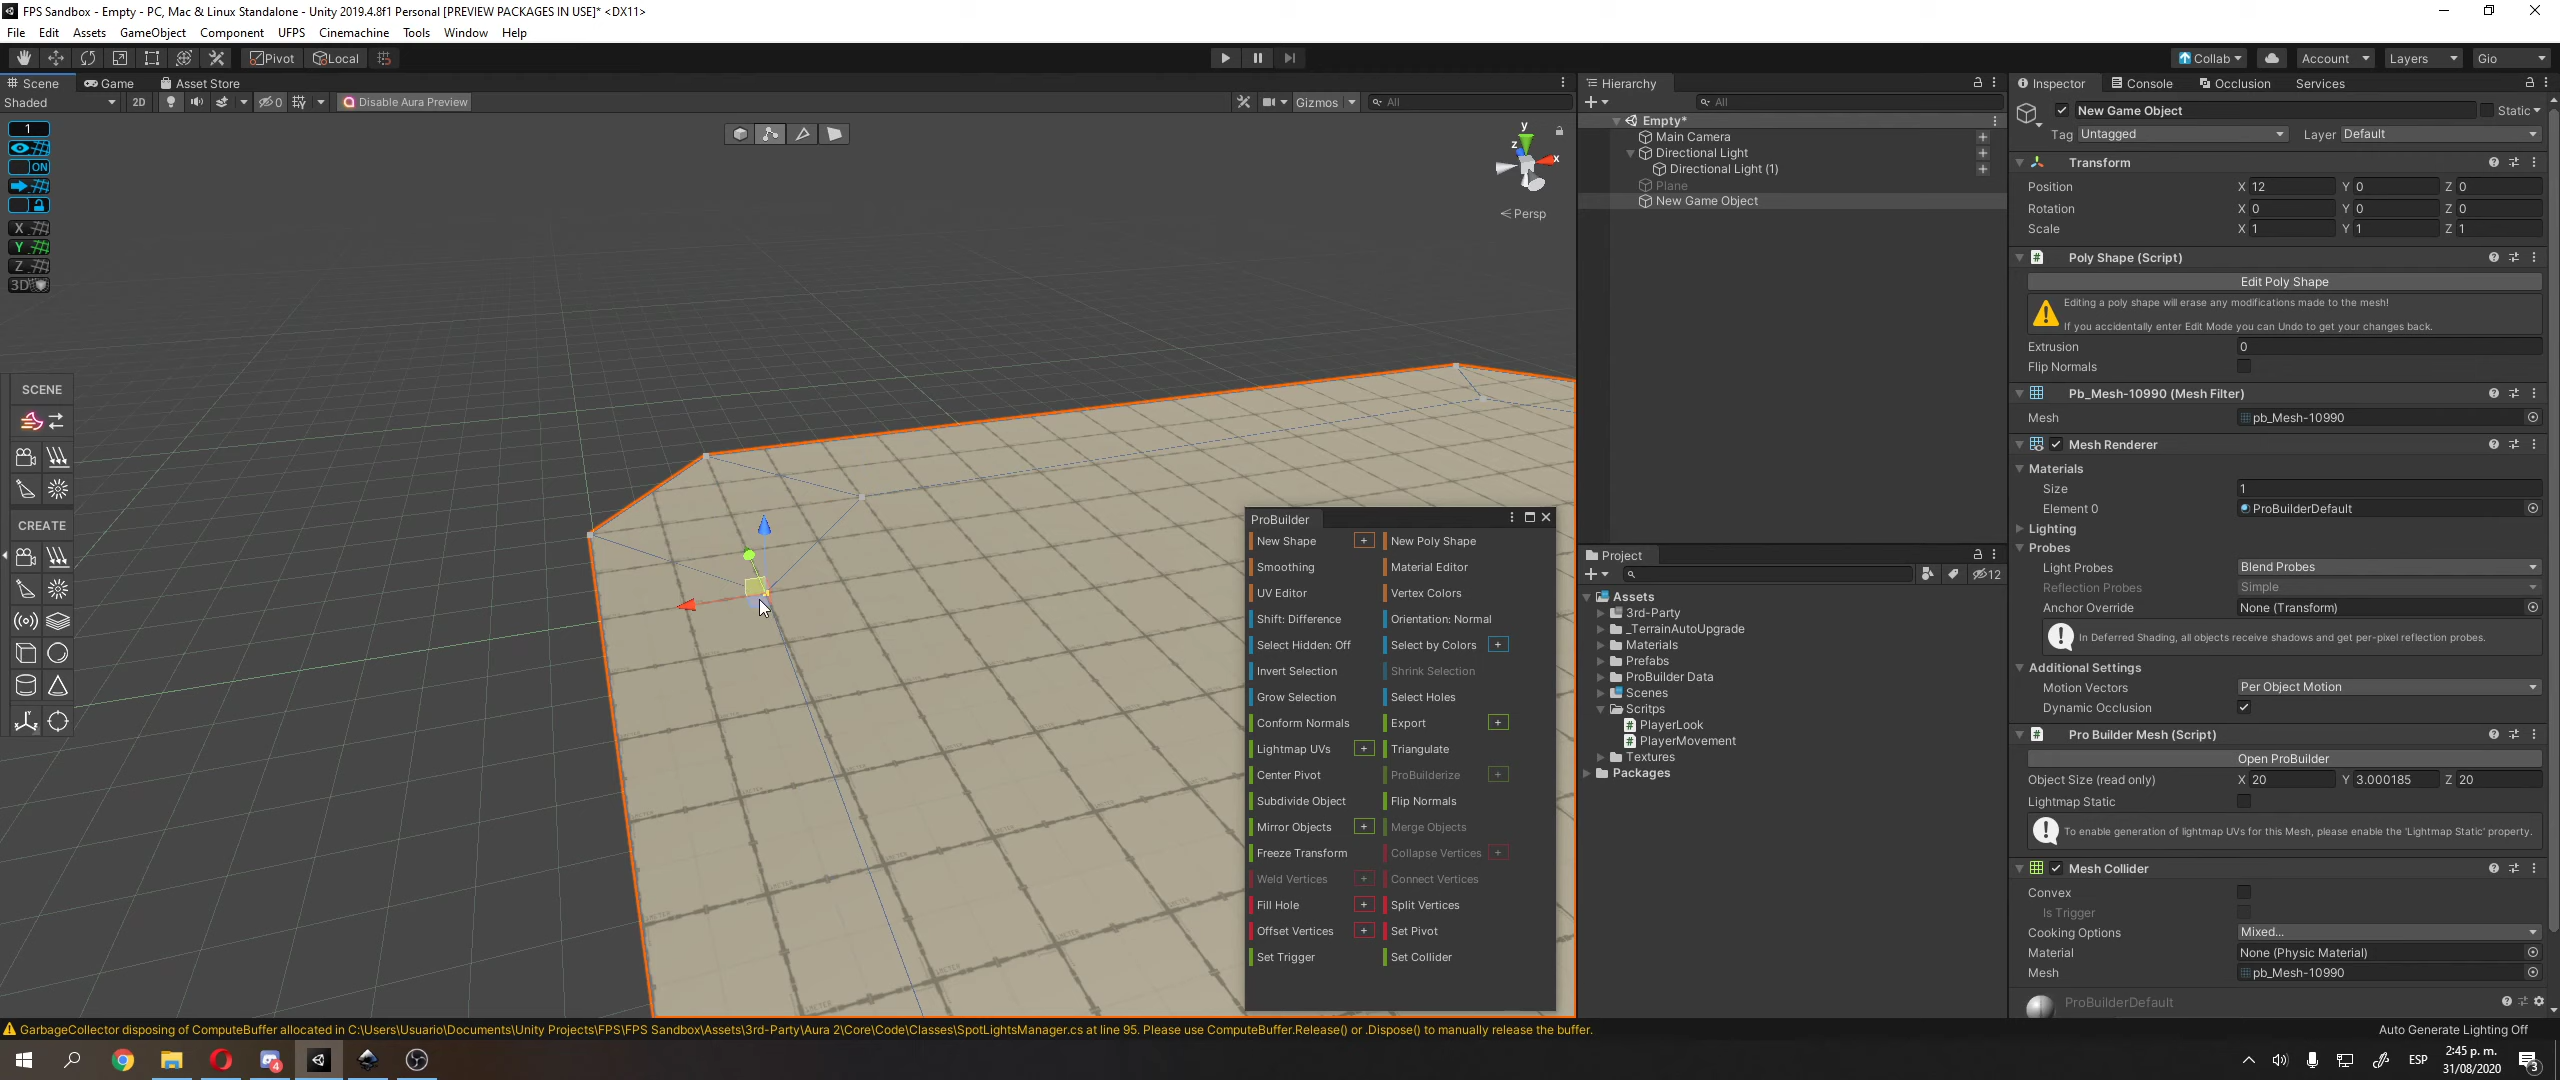 FPS Sandbox - Empty - PC, Mac & Linux Standalone - Unity 2019.4.8f1 Personal [PREVIEW PACKAGES IN USE]* <DX11>
File Edit Assets GameObject Component UFPS Cinemachine Tools Window Help
Pivot Local Collab Account Layers Gio
Scene Game Asset Store
Shaded 2D 0 Disable Aura Preview Gizmos All
1
ON
X
Y
Z
3D
y
z
x
Persp
SCENE
CREATE
ProBuilder
New Shape + New Poly Shape
Smoothing Material Editor
UV Editor Vertex Colors
Shift: Difference Orientation: Normal
Select Hidden: Off Select by Colors +
Invert Selection Shrink Selection
Grow Selection Select Holes
Conform Normals Export +
Lightmap UVs + Triangulate
Center Pivot ProBuilderize +
Subdivide Object Flip Normals
Mirror Objects + Merge Objects
Freeze Transform Collapse Vertices +
Weld Vertices + Connect Vertices
Fill Hole + Split Vertices
Offset Vertices + Set Pivot
Set Trigger Set Collider
Hierarchy
All
Empty*
Main Camera
Directional Light
Directional Light (1)
Plane
New Game Object
Project
12
Assets
3rd-Party
_TerrainAutoUpgrade
Materials
Prefabs
ProBuilder Data
Scenes
Scritps
PlayerLook
PlayerMovement
Textures
Packages
Inspector Console Occlusion Services
New Game Object Static
Tag Untagged Layer Default
Transform
Position X 12 Y 0 Z 0
Rotation X 0 Y 0 Z 0
Scale X 1 Y 1 Z 1
Poly Shape (Script)
Edit Poly Shape
Editing a poly shape will erase any modifications made to the mesh!
If you accidentally enter Edit Mode you can Undo to get your changes back.
Extrusion 0
Flip Normals
Pb_Mesh-10990 (Mesh Filter)
Mesh pb_Mesh-10990
Mesh Renderer
Materials
Size 1
Element 0 ProBuilderDefault
Lighting
Probes
Light Probes Blend Probes
Reflection Probes Simple
Anchor Override None (Transform)
In Deferred Shading, all objects receive shadows and get per-pixel reflection probes.
Additional Settings
Motion Vectors Per Object Motion
Dynamic Occlusion
Pro Builder Mesh (Script)
Open ProBuilder
Object Size (read only) X 20 Y 3.000185 Z 20
Lightmap Static
To enable generation of lightmap UVs for this Mesh, please enable the 'Lightmap Static' property.
Mesh Collider
Convex
Is Trigger
Cooking Options Mixed...
Material None (Physic Material)
Mesh pb_Mesh-10990
ProBuilderDefault
GarbageCollector disposing of ComputeBuffer allocated in C:\Users\Usuario\Documents\Unity Projects\FPS\FPS Sandbox\Assets\3rd-Party\Aura 2\Core\Code\Classes\SpotLightsManager.cs at line 95. Please use ComputeBuffer.Release() or .Dispose() to manually release the buffer.
Auto Generate Lighting Off
4
ESP
2:45 p. m.
31/08/2020
3